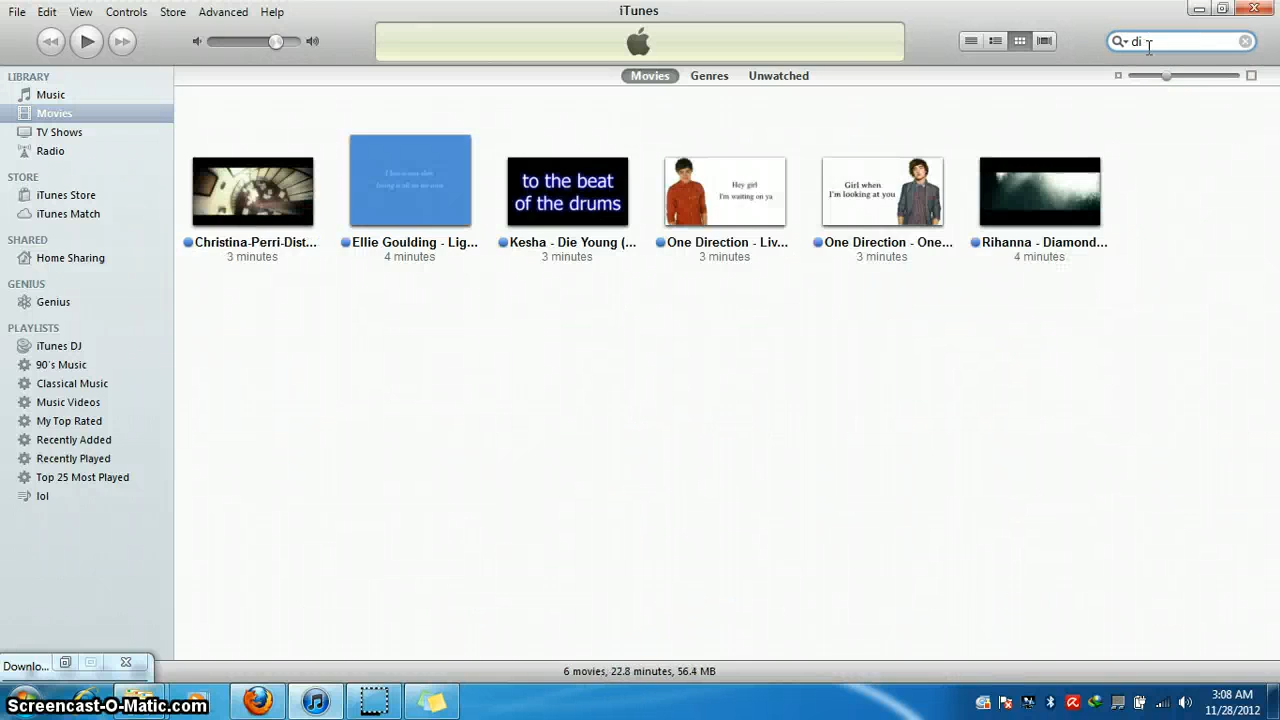 File Edit View Controls Store Advanced Help
iTunes
di
LIBRARY
Music
Movies
TV Shows
Radio
STORE
iTunes Store
iTunes Match
SHARED
Home Sharing
GENIUS
Genius
PLAYLISTS
iTunes DJ
90's Music
Classical Music
Music Videos
My Top Rated
Recently Added
Recently Played
Top 25 Most Played
lol
Movies Genres Unwatched
to the beat
of the drums
Hey girl
I'm waiting on ya
Girl when
I'm looking at you
Christina-Perri-Dist... Ellie Goulding - Lig... Kesha - Die Young (... One Direction - Liv... One Direction - One... Rihanna - Diamond...
3 minutes 4 minutes 3 minutes 3 minutes 3 minutes 4 minutes
6 movies, 22.8 minutes, 56.4 MB
Downlo...
Screencast-O-Matic.com
3:08 AM
11/28/2012